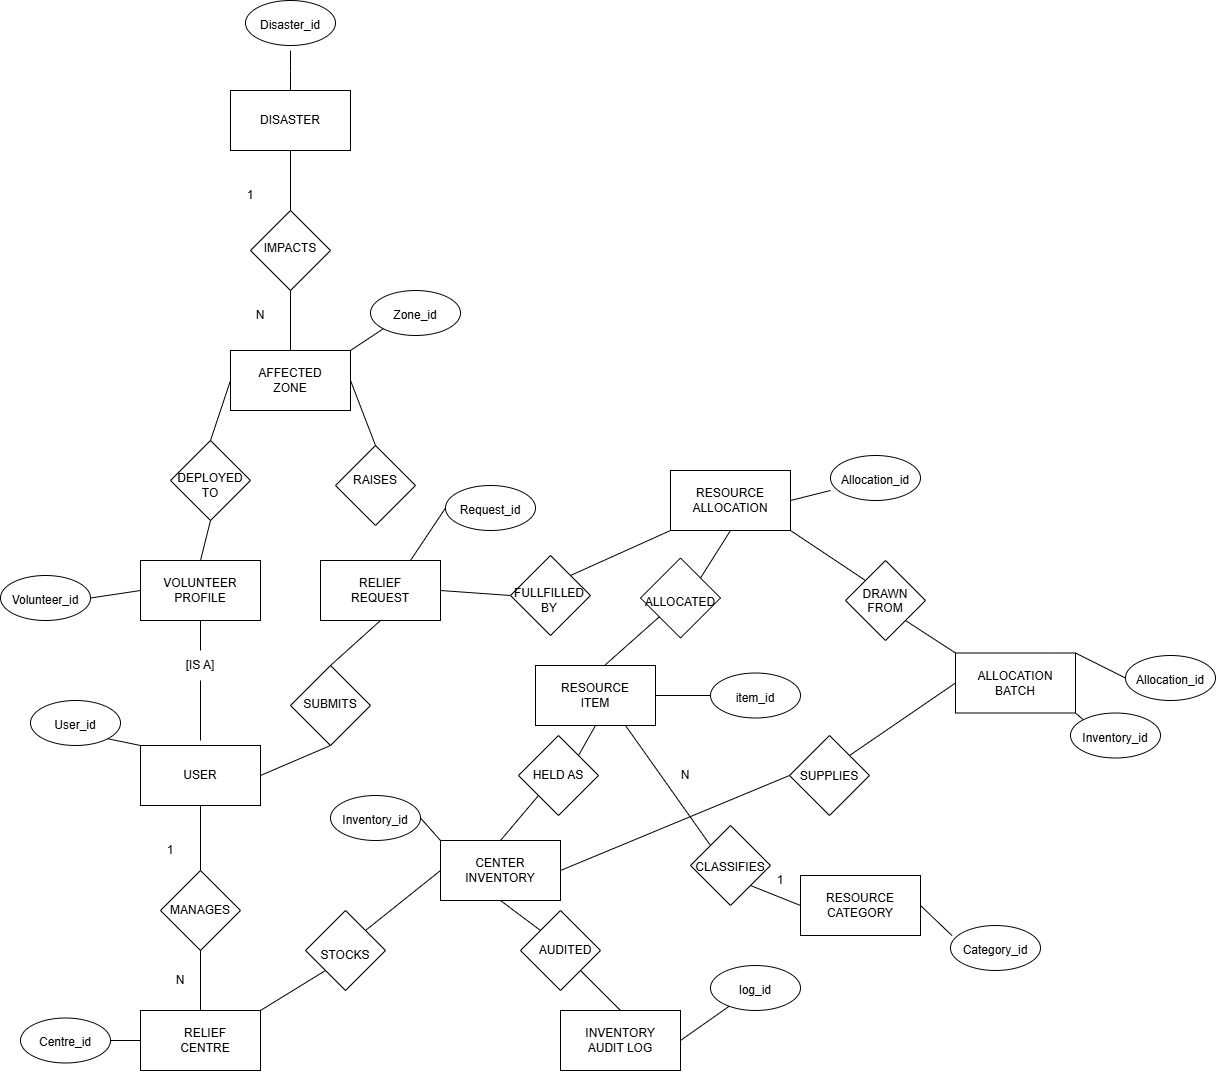 Disaster_id
DISASTER
1
IMPACTS
N
Zone_id
AFFECTED
ZONE
DEPLOYED
TO
RAISES
RESOURCE
ALLOCATION
Allocation_id
Request_id
VOLUNTEER
PROFILE
Volunteer_id
RELIEF
REQUEST
FULLFILLED
BY
ALLOCATED
DRAWN
FROM
[IS A]
RESOURCE
ITEM
item_id
ALLOCATION
BATCH
Allocation_id
Inventory_id
User_id
SUBMITS
USER
HELD AS
N
SUPPLIES
Inventory_id
1
CENTER
INVENTORY
CLASSIFIES
1
RESOURCE
CATEGORY
MANAGES
STOCKS
AUDITED
Category_id
N
log_id
RELIEF
CENTRE
Centre_id
INVENTORY
AUDIT LOG